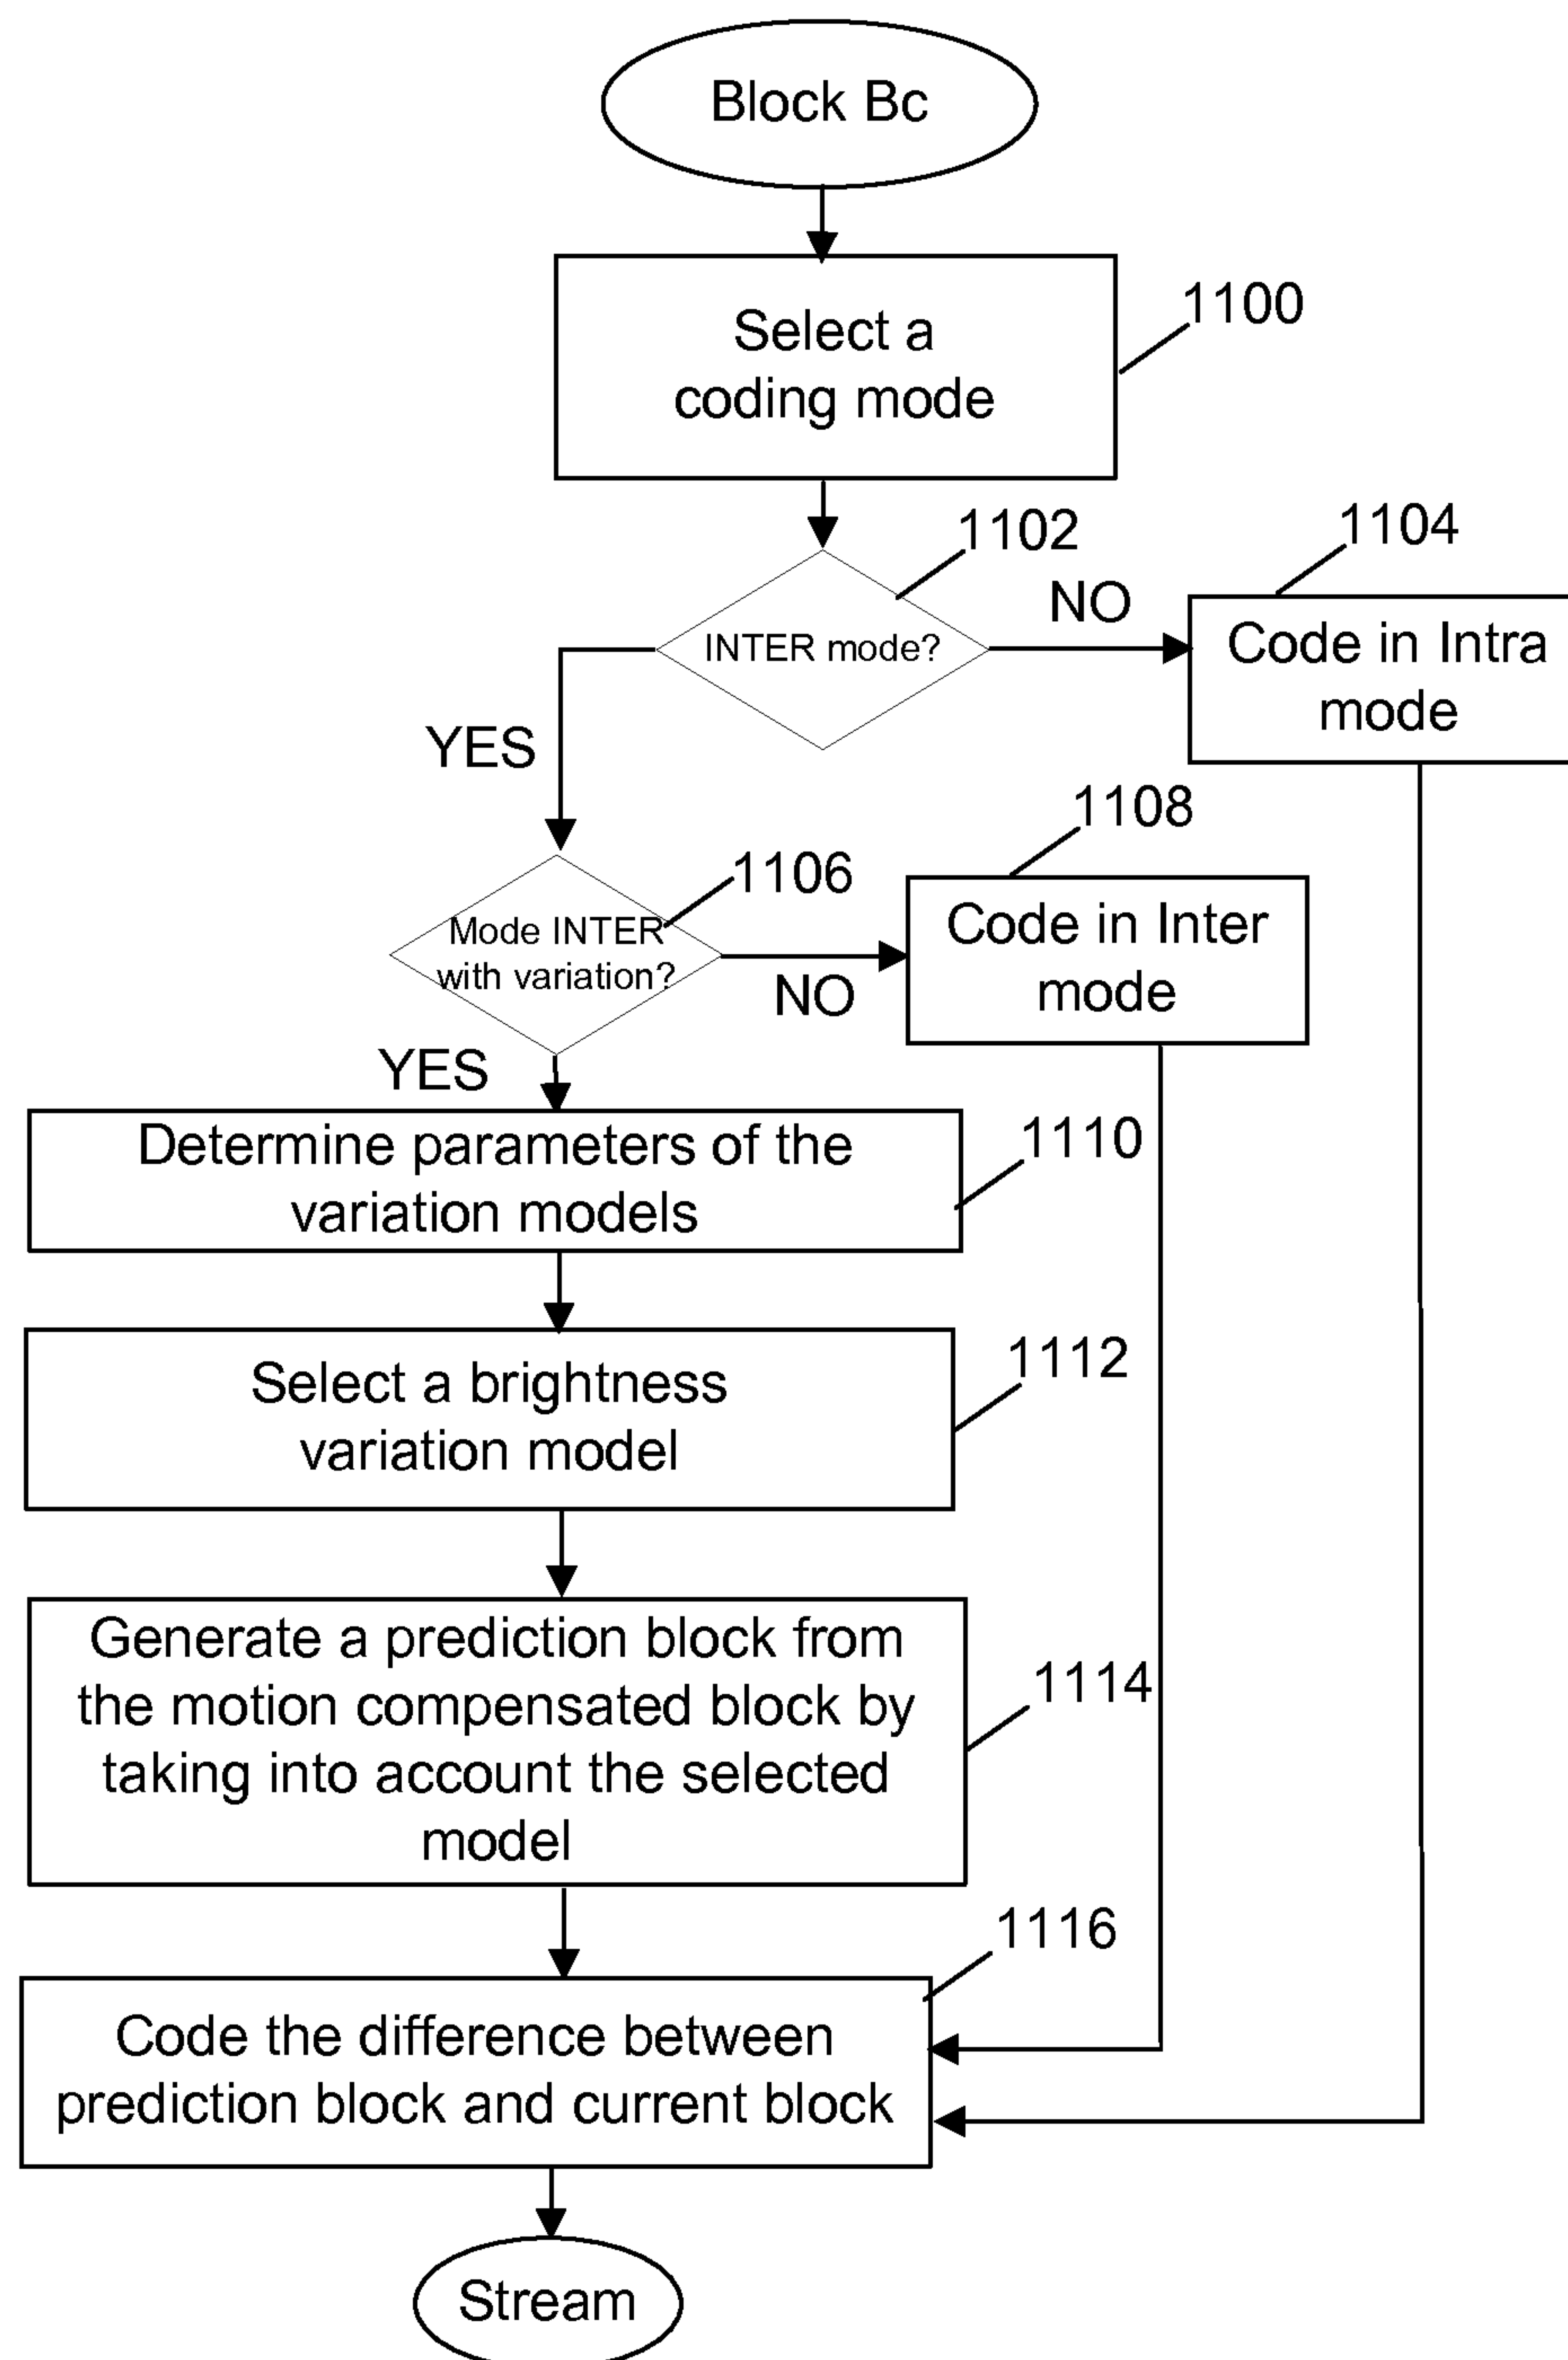 Block Bc
Select a
coding mode
1100
1102
1104
INTER mode?
NO
Code in Intra
mode
YES
1108
1106
Mode INTER
with variation?
NO
Code in Inter
mode
YES
Determine parameters of the
variation models
1110
Select a brightness
variation model
1112
Generate a prediction block from
the motion compensated block by
taking into account the selected
model
1114
1116
Code the difference between
prediction block and current block
Stream